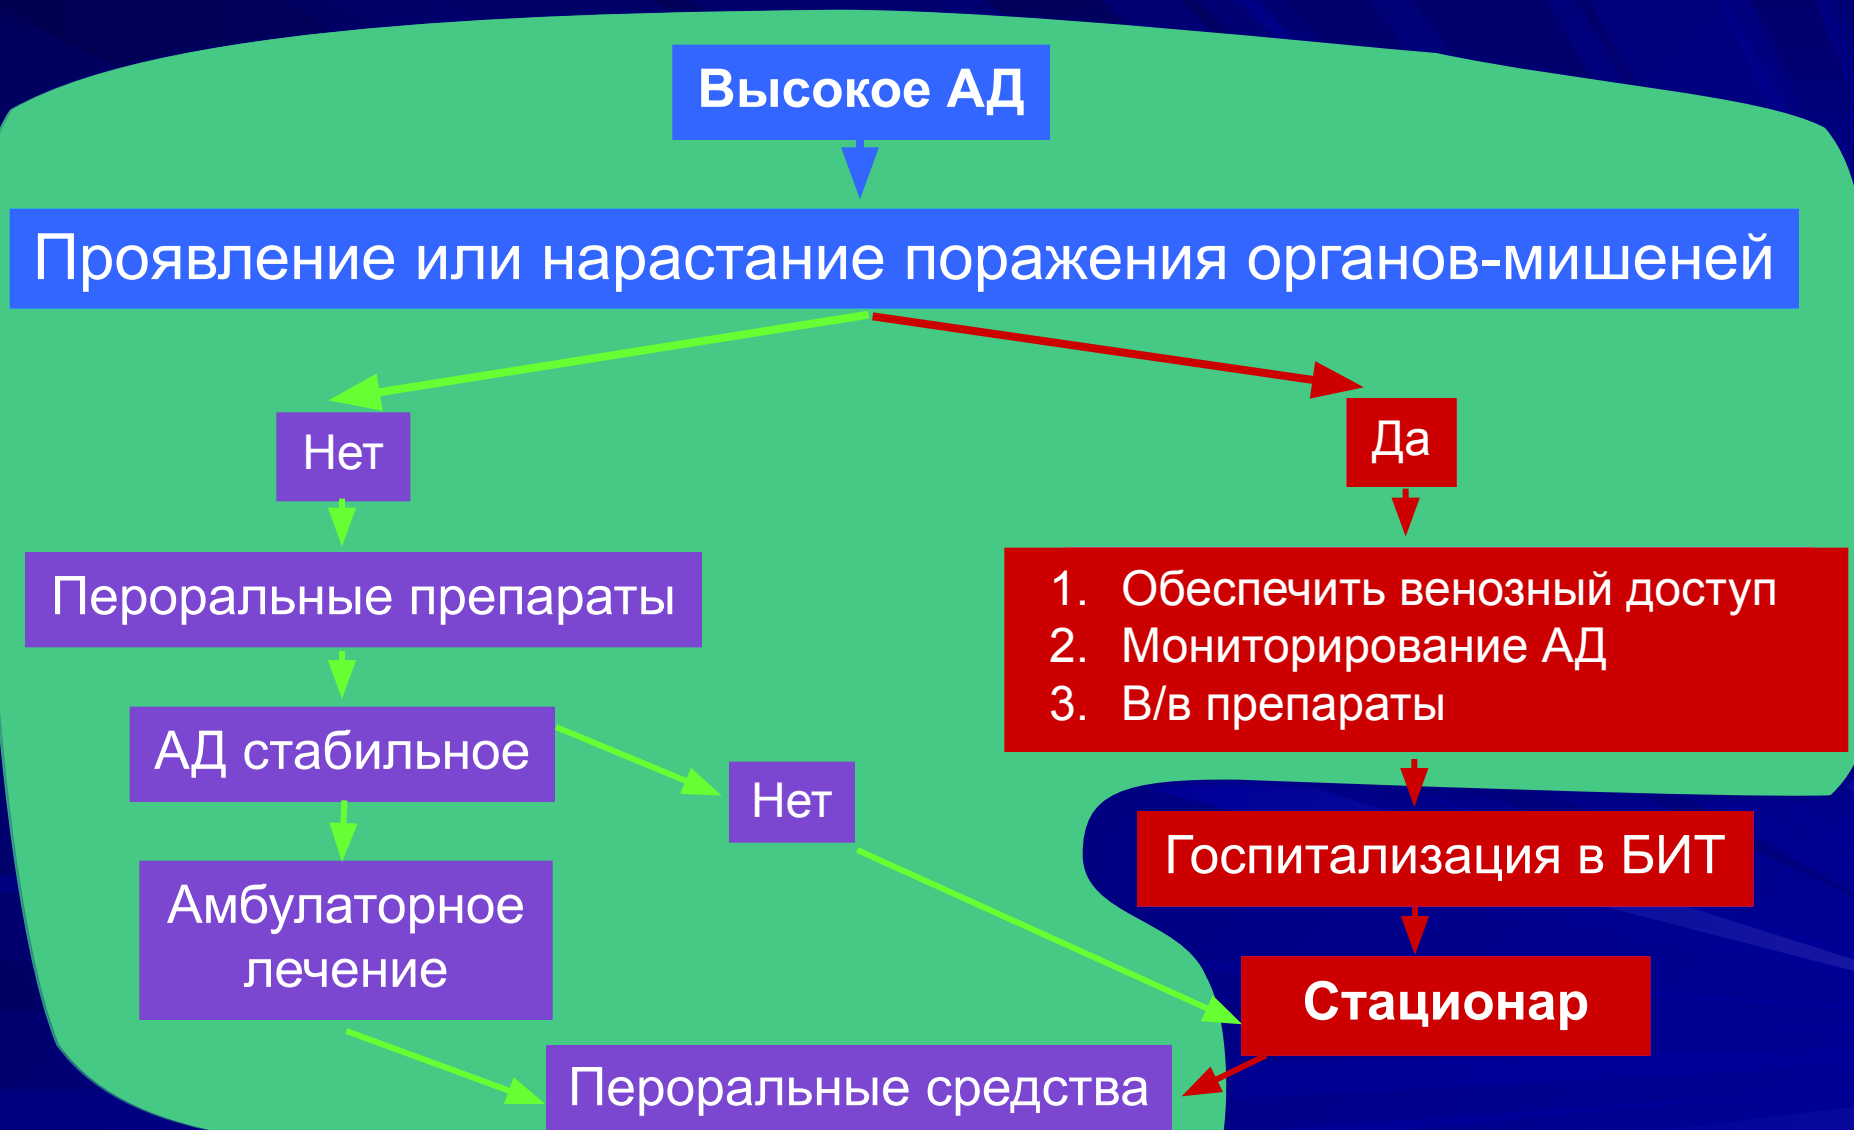 Высокое АД
Проявление или нарастание поражения органов-мишеней
Нет
Да
Пероральные препараты
1. Обеспечить венозный доступ
2. Мониторирование АД
3. В/в препараты
АД стабильное
Нет
Госпитализация в БИТ
Амбулаторное
лечение
Стационар
Пероральные средства